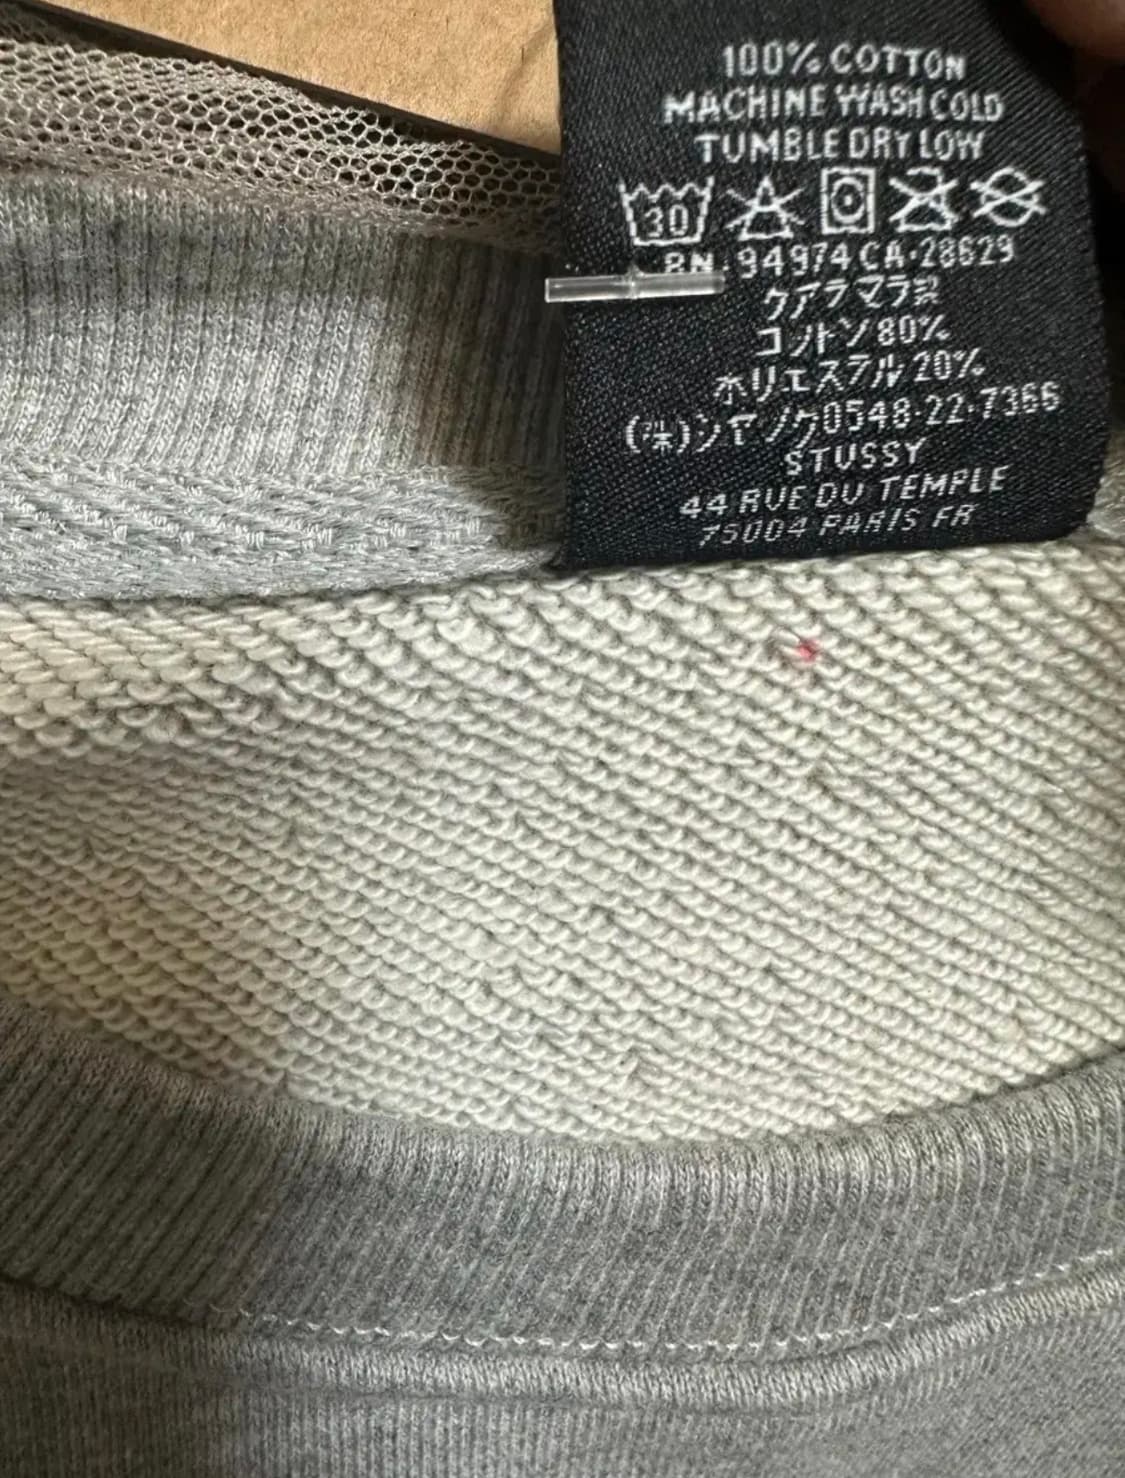 100% COTTON
MACHINE WASH COLD
TUMBLE DRY LOW
30
RN 94974 CA-28629
クアラマラ製
コットン80%
ホリエステル20%
(株)シャノク0548-22-7366
STUSSY
44 RUE DU TEMPLE
75004 PARIS FR